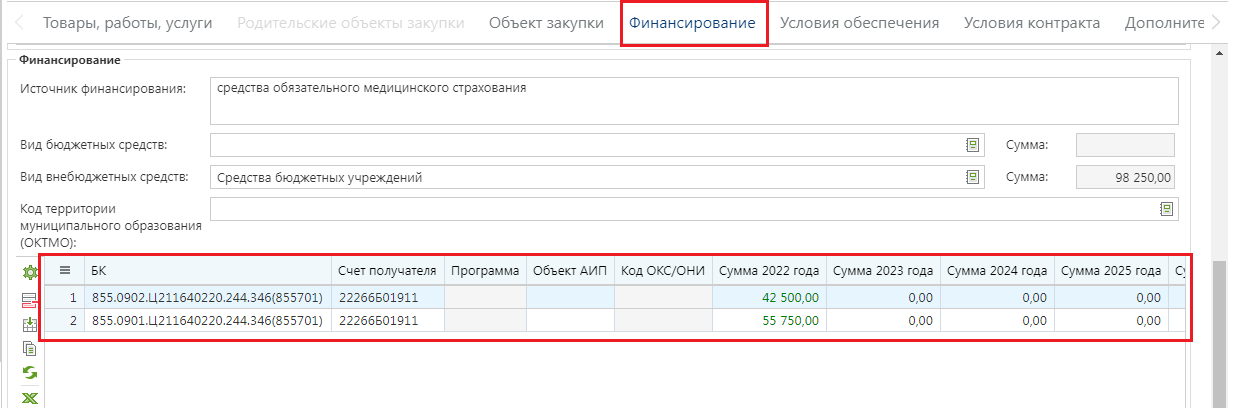 Товары, работы, услуги Родительские объекты закупки Объект закупки Финансирование Условия обеспечения Условия контракта Дополните
Финансирование
Источник финансирования: средства обязательного медицинского страхования
Вид бюджетных средств: Сумма:
Вид внебюджетных средств: Средства бюджетных учреждений Сумма: 98 250,00
Код территории
муниципального образования
(ОКТМО):
БК Счет получателя Программа Объект АИП Код ОКС/ОНИ Сумма 2022 года Сумма 2023 года Сумма 2024 года Сумма 2025 года Су
1 855.0902.Ц211640220.244.346(855701) 22266Б01911 42 500,00 0,00 0,00 0,00
2 855.0901.Ц211640220.244.346(855701) 22266Б01911 55 750,00 0,00 0,00 0,00